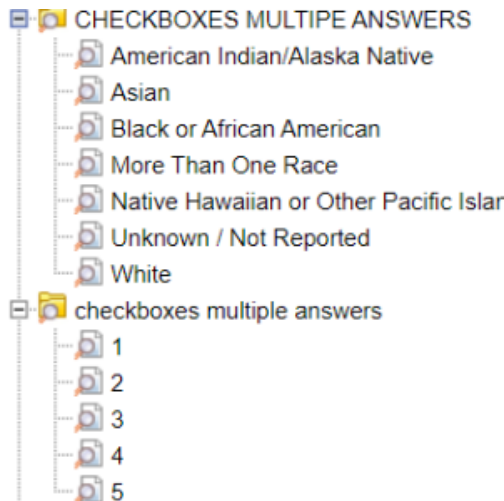 CHECKBOXES MULTIPE ANSWERS
American Indian/Alaska Native
Asian
Black or African American
More Than One Race
Native Hawaiian or Other Pacific Islan
Unknown / Not Reported
White
checkboxes multiple answers
1
2
3
4
5